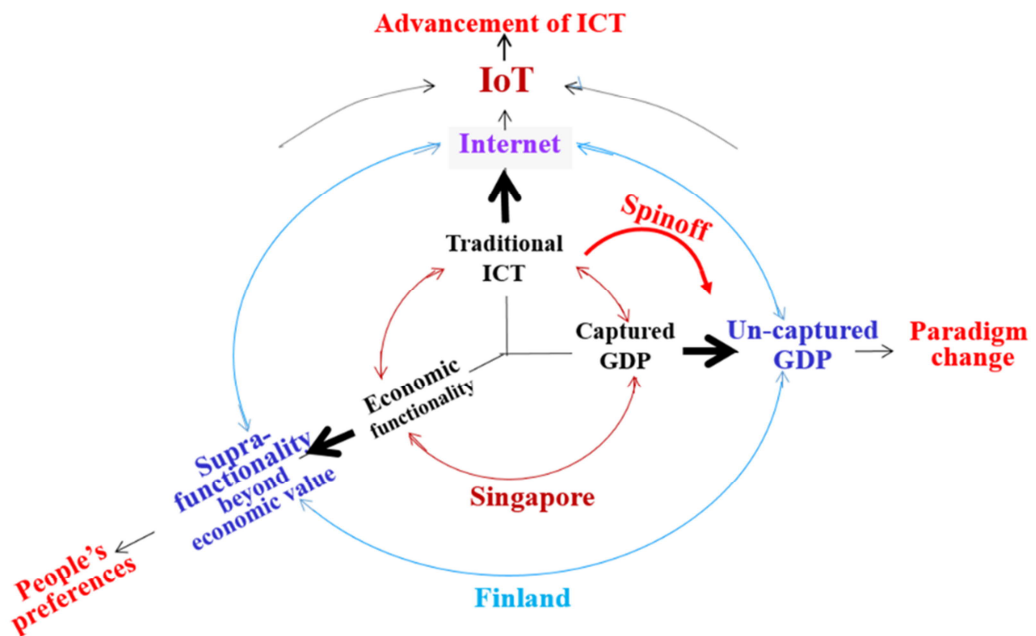 Advancement of ICT
IoT
Internet
Spinoff
Traditional
ICT
Captured
GDP
Un-captured
GDP
Paradigm
change
Economic
functionality
Supra-
functionality
beyond
economic value
Singapore
People's
preferences
Finland